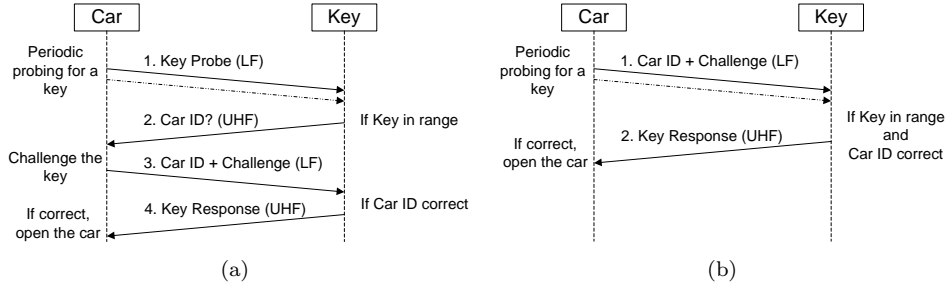 Car
Key
Periodic
probing for a
key
1. Key Probe (LF)
2. Car ID? (UHF)
If Key in range
Challenge the
key
3. Car ID + Challenge (LF)
If Car ID correct
4. Key Response (UHF)
If correct,
open the car
(a)
Car
Key
Periodic
probing for a
key
1. Car ID + Challenge (LF)
If Key in range
and
Car ID correct
2. Key Response (UHF)
If correct,
open the car
(b)